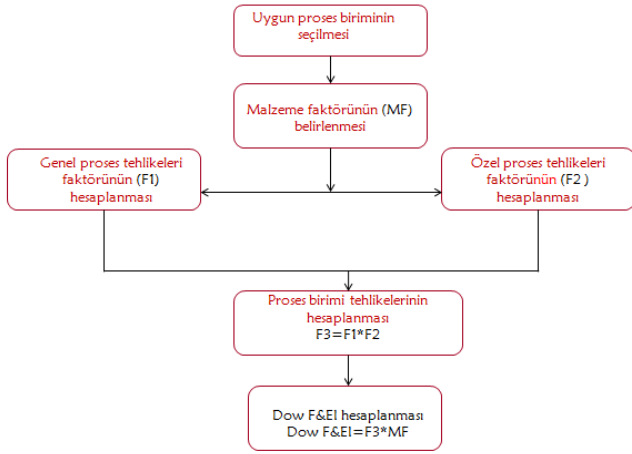 Uygun proses biriminin
seçilmesi
Malzeme faktörünün (MF)
belirlenmesi
Genel proses tehlikeleri
faktörünün (F1)
hesaplanması
Özel proses tehlikeleri
faktörünün (F2 )
hesaplanması
Proses birimi tehlikelerinin
hesaplanması
F3=F1*F2
Dow F&EI hesaplanması
Dow F&EI=F3*MF